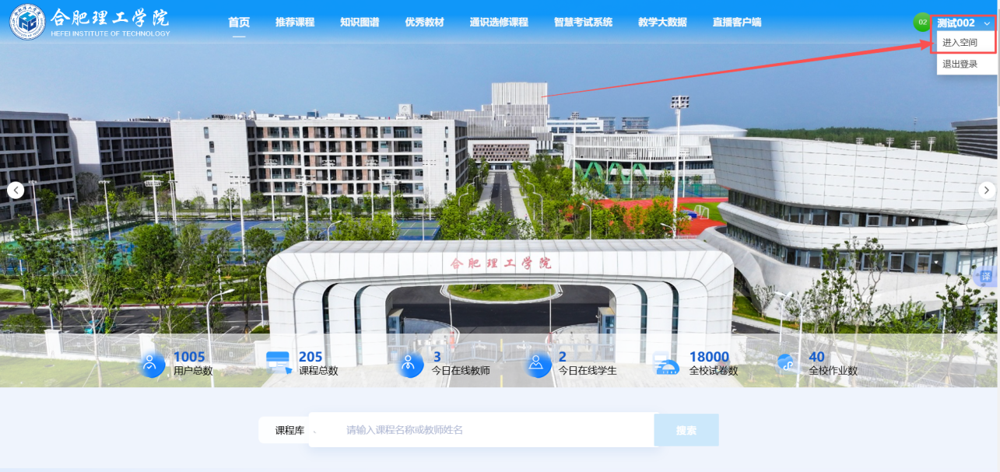 合肥理工学院
HEFEI INSTITUTE OF TECHNOLOGY
首页 推荐课程 知识图谱 优秀教材 通识选修课程 智慧考试系统 教学大数据 直播客户端
02 测试002
进入空间
退出登录
合肥理工学院
译
1005 205 3 2 18000 40
用户总数 课程总数 今日在线教师 今日在线学生 全校试卷数 全校作业数
课程库 请输入课程名称或教师姓名 搜索